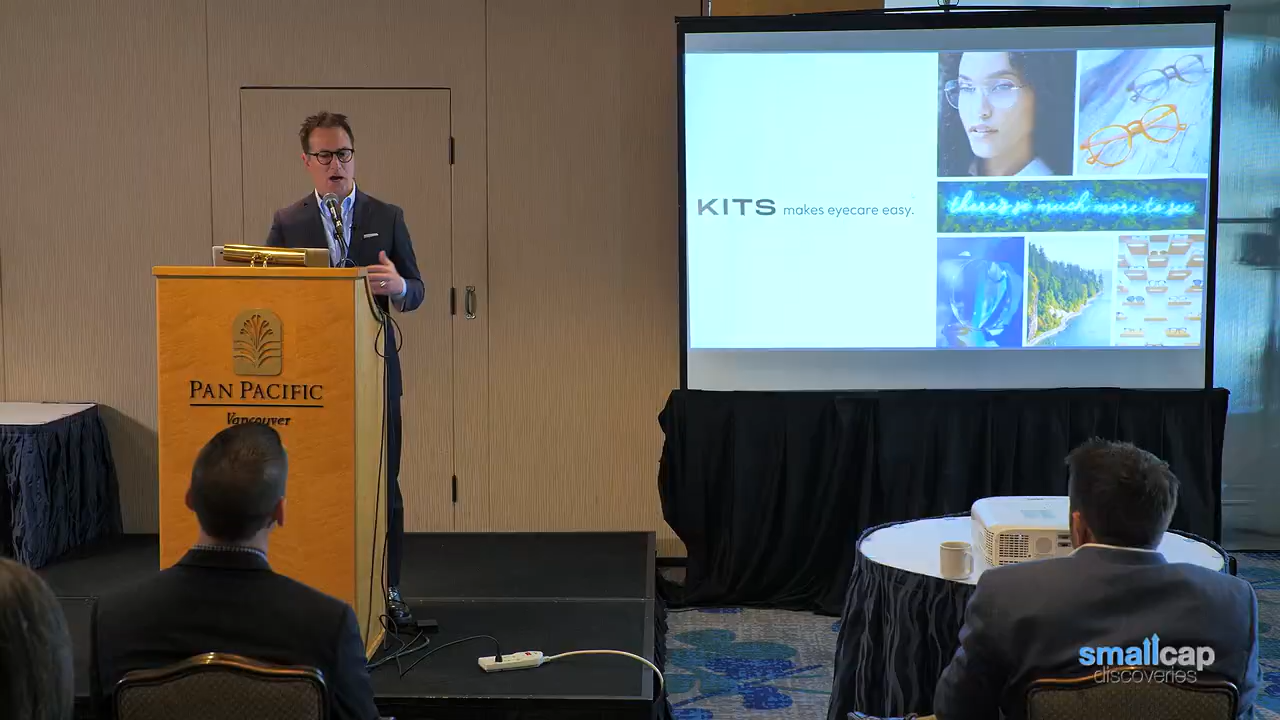 KITS makes eyecare easy.
there's so much more to see
PAN PACIFIC
Vancouver
smallcap
discoveries